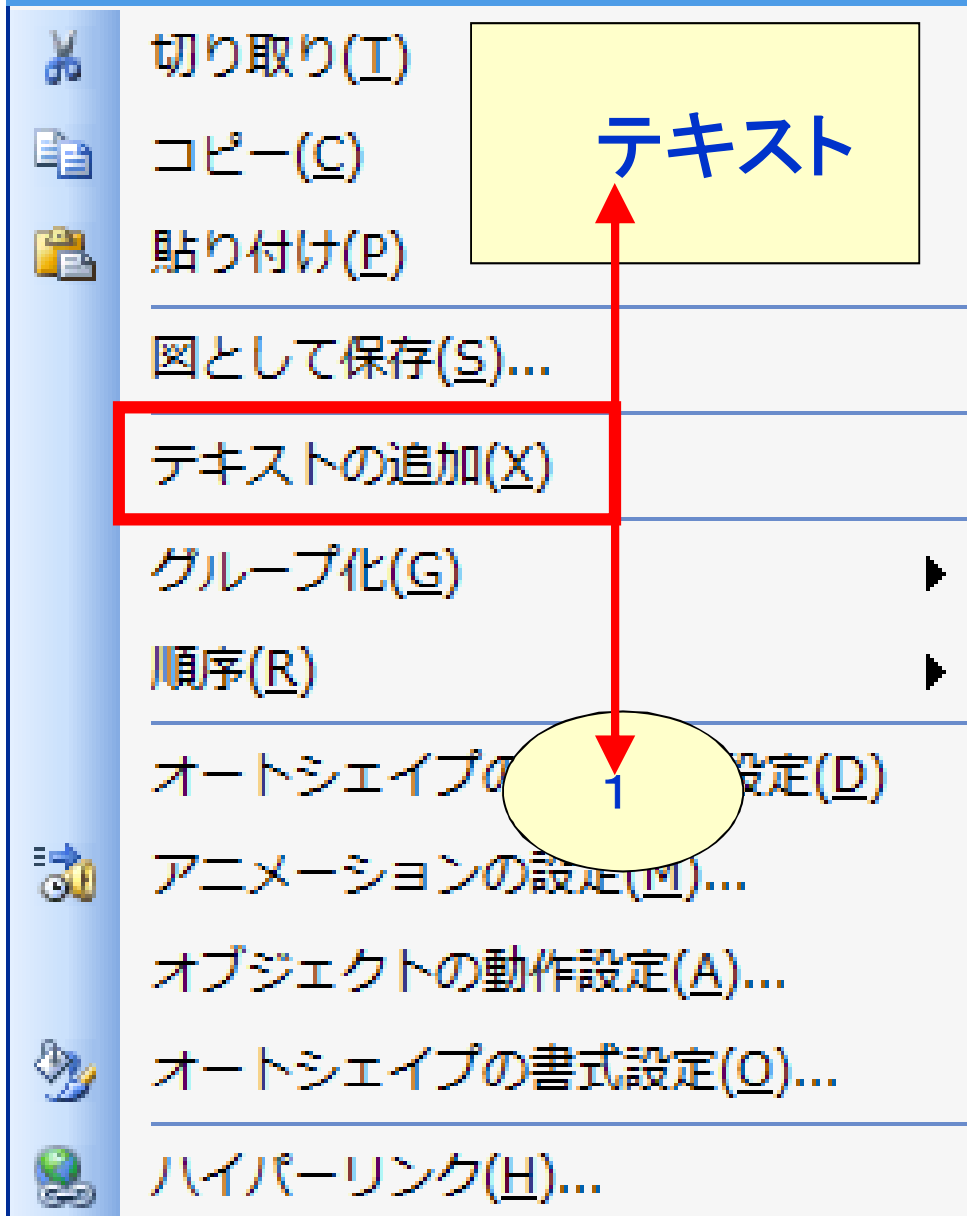 切り取り(T)
テキスト
コピー(C)
貼り付け(P)
図として保存(S)...
テキストの追加(X)
グループ化(G)
順序(R)
オートシェイプの 設定(D)
1
アニメーションの設定(M)...
オブジェクトの動作設定(A)...
オートシェイプの書式設定(O)...
ハイパーリンク(H)...